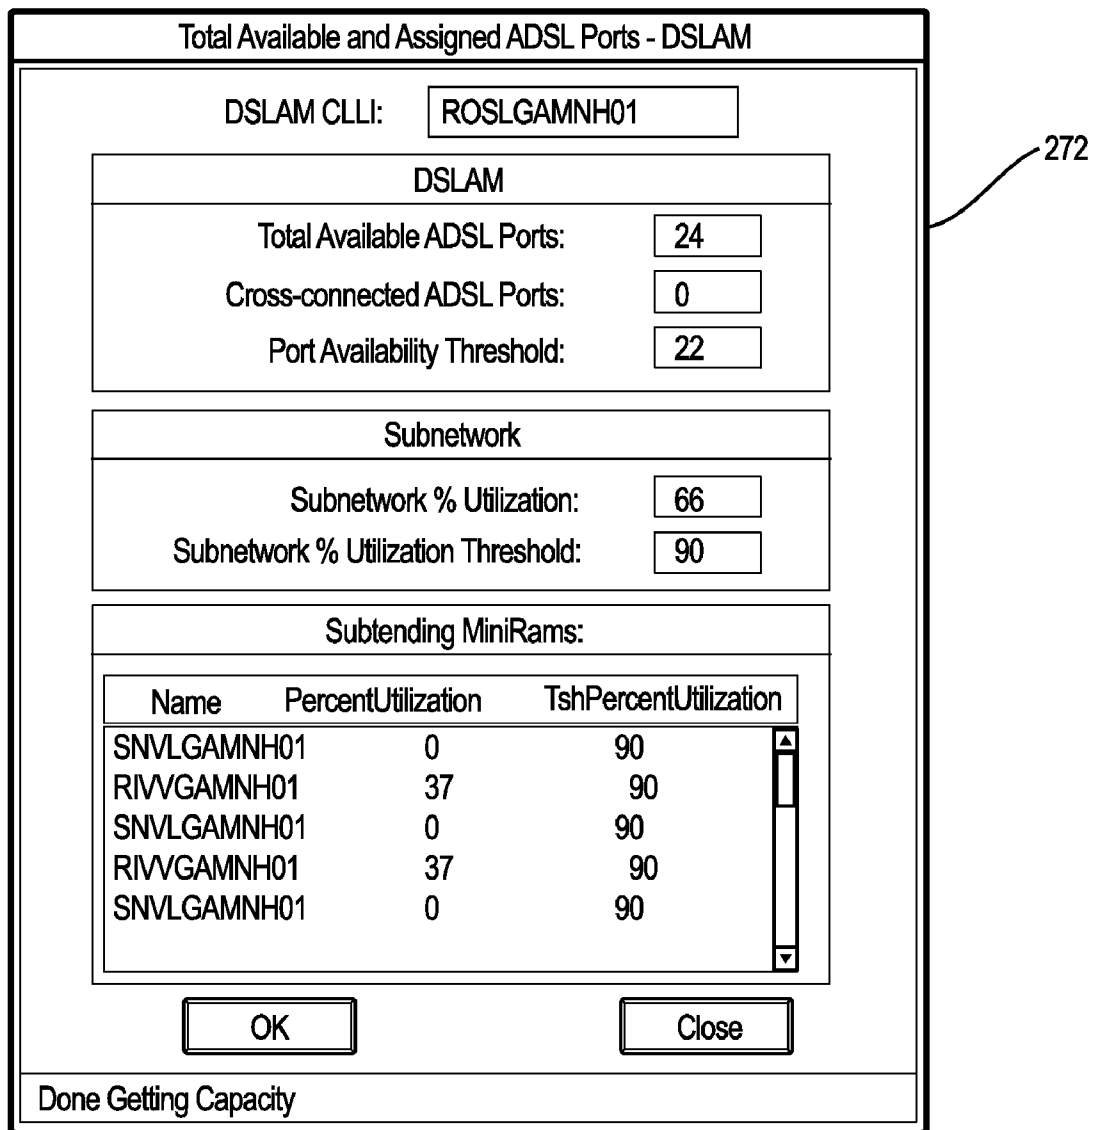 Total Available and Assigned ADSL Ports - DSLAM
DSLAM CLLI: ROSLGAMNH01
272
DSLAM
Total Available ADSL Ports: 24
Cross-connected ADSL Ports: 0
Port Availability Threshold: 22
Subnetwork
Subnetwork % Utilization: 66
Subnetwork % Utilization Threshold: 90
Subtending MiniRams:
Name PercentUtilization TshPercentUtilization
SNVLGAMNH01 0 90
RIVVGAMNH01 37 90
SNVLGAMNH01 0 90
RIVVGAMNH01 37 90
SNVLGAMNH01 0 90
OK Close
Done Getting Capacity